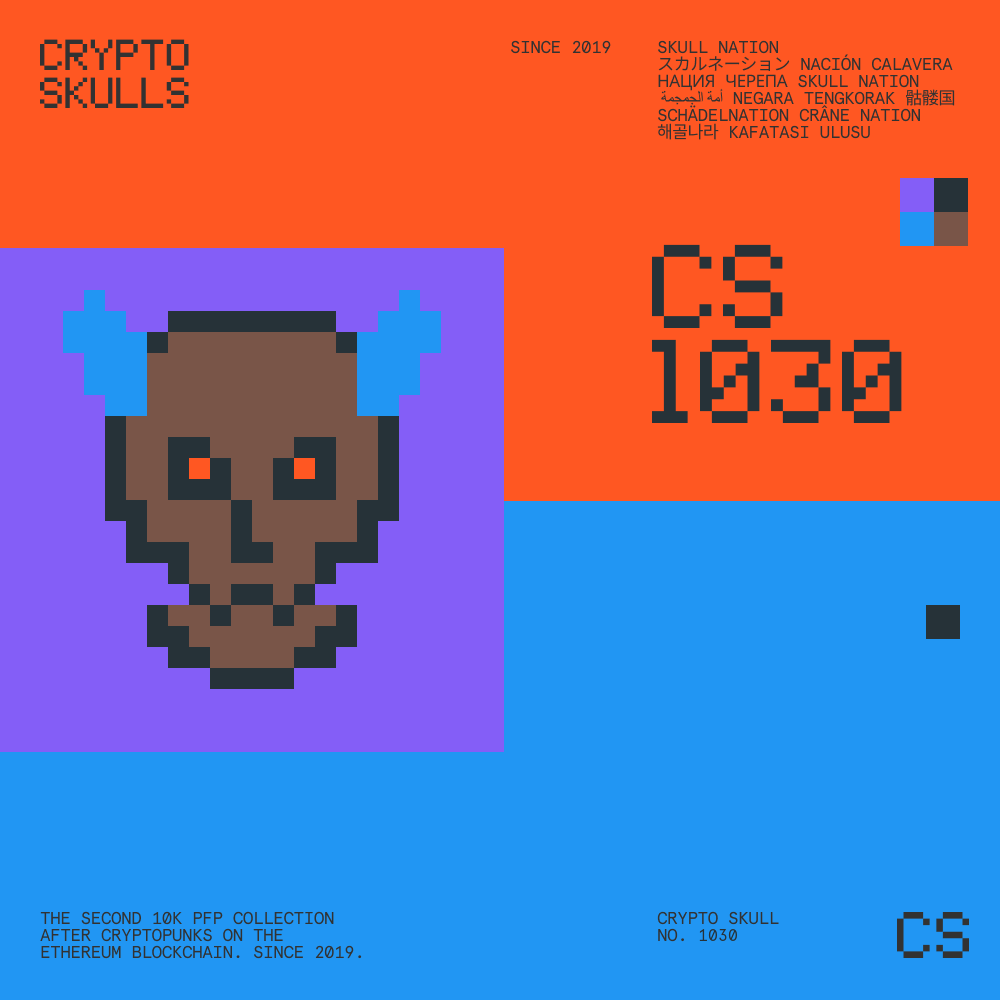 CRYPTO
SKULLS
SINCE 2019
SKULL NATION
スカルネーション NACIÓN CALAVERA
НАЦИЯ ЧЕРЕПА SKULL NATION
أمة الجمجمة NEGARA TENGKORAK 骷髅国
SCHÄDELNATION CRÂNE NATION
해골나라 KAFATASI ULUSU
CS
1030
THE SECOND 10K PFP COLLECTION
AFTER CRYPTOPUNKS ON THE
ETHEREUM BLOCKCHAIN. SINCE 2019.
CRYPTO SKULL
NO. 1030
CS